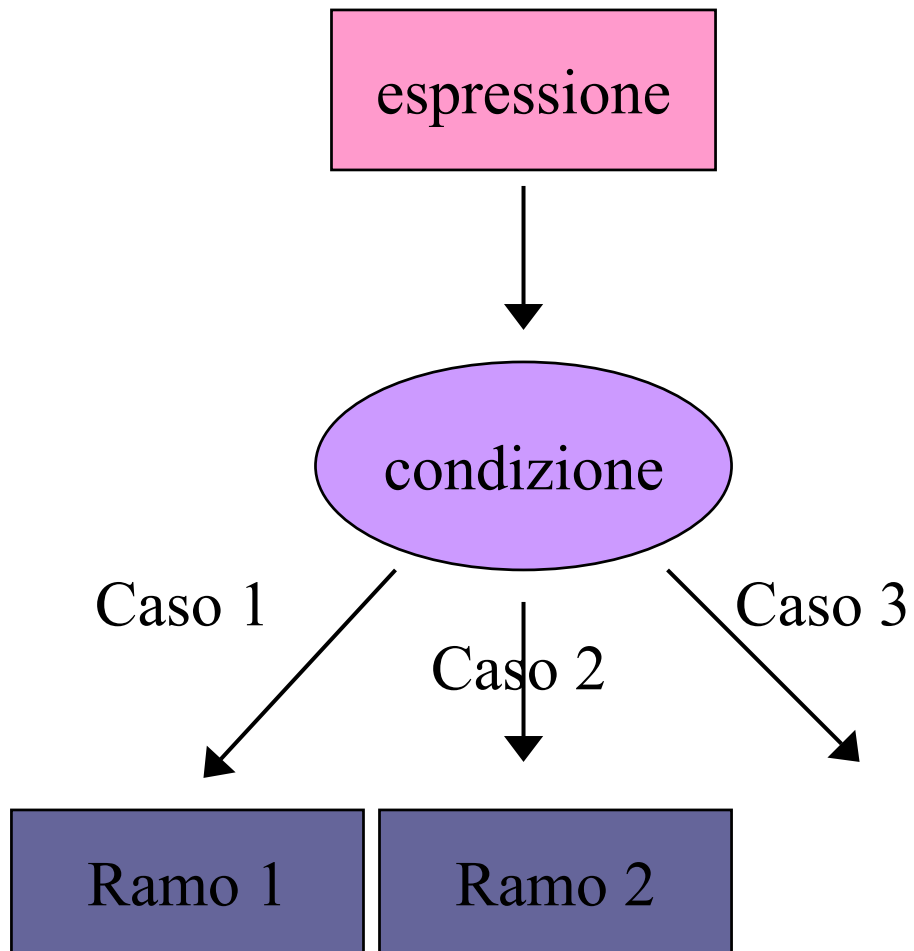 espressione
condizione
Caso 1
Caso 3
Caso 2
Ramo 1
Ramo 2